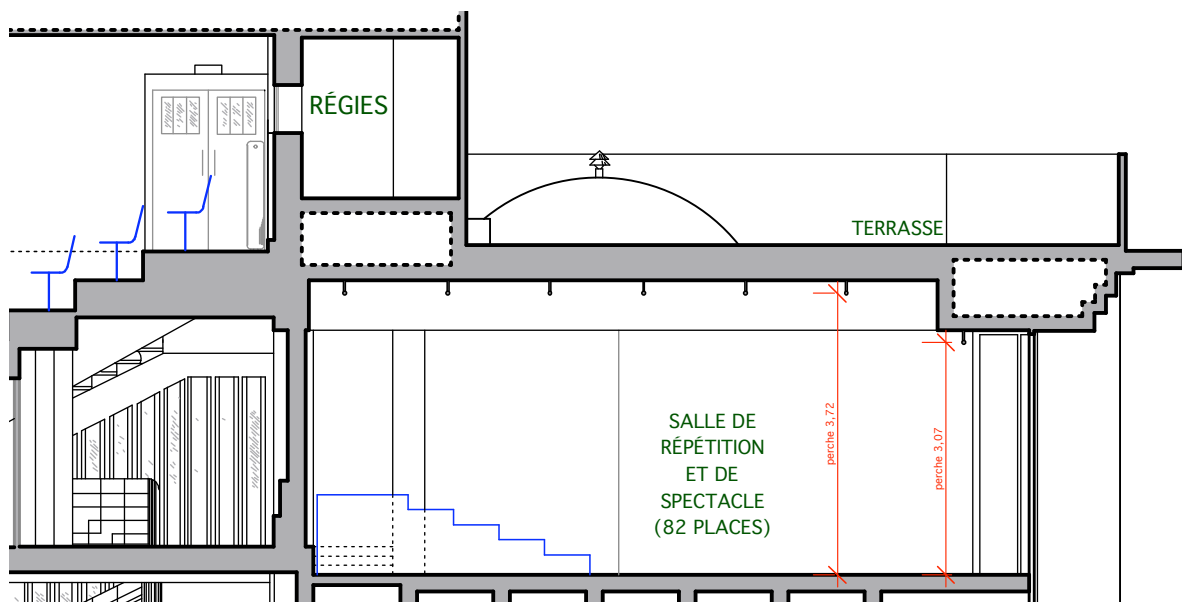 RÉGIES
TERRASSE
SALLE DE
RÉPÉTITION
ET DE
SPECTACLE
(82 PLACES)
perche 3,72
perche 3,07